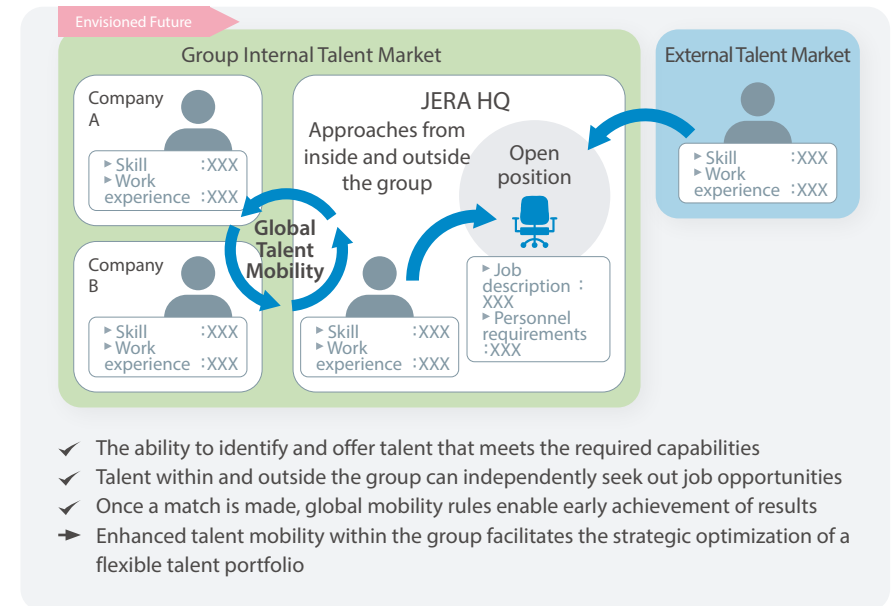 Envisioned Future
Group Internal Talent Market
External Talent Market
Company
A
▶ Skill :XXX
▶ Work
experience :XXX
Company
B
▶ Skill :XXX
▶ Work
experience :XXX
Global
Talent
Mobility
JERA HQ
Approaches from
inside and outside
the group
Open
position
▶ Skill :XXX
▶ Work
experience :XXX
▶ Job
description :
XXX
▶ Personnel
requirements
:XXX
▶ Skill :XXX
▶ Work
experience :XXX
✓ The ability to identify and offer talent that meets the required capabilities
✓ Talent within and outside the group can independently seek out job opportunities
✓ Once a match is made, global mobility rules enable early achievement of results
➔ Enhanced talent mobility within the group facilitates the strategic optimization of a
flexible talent portfolio